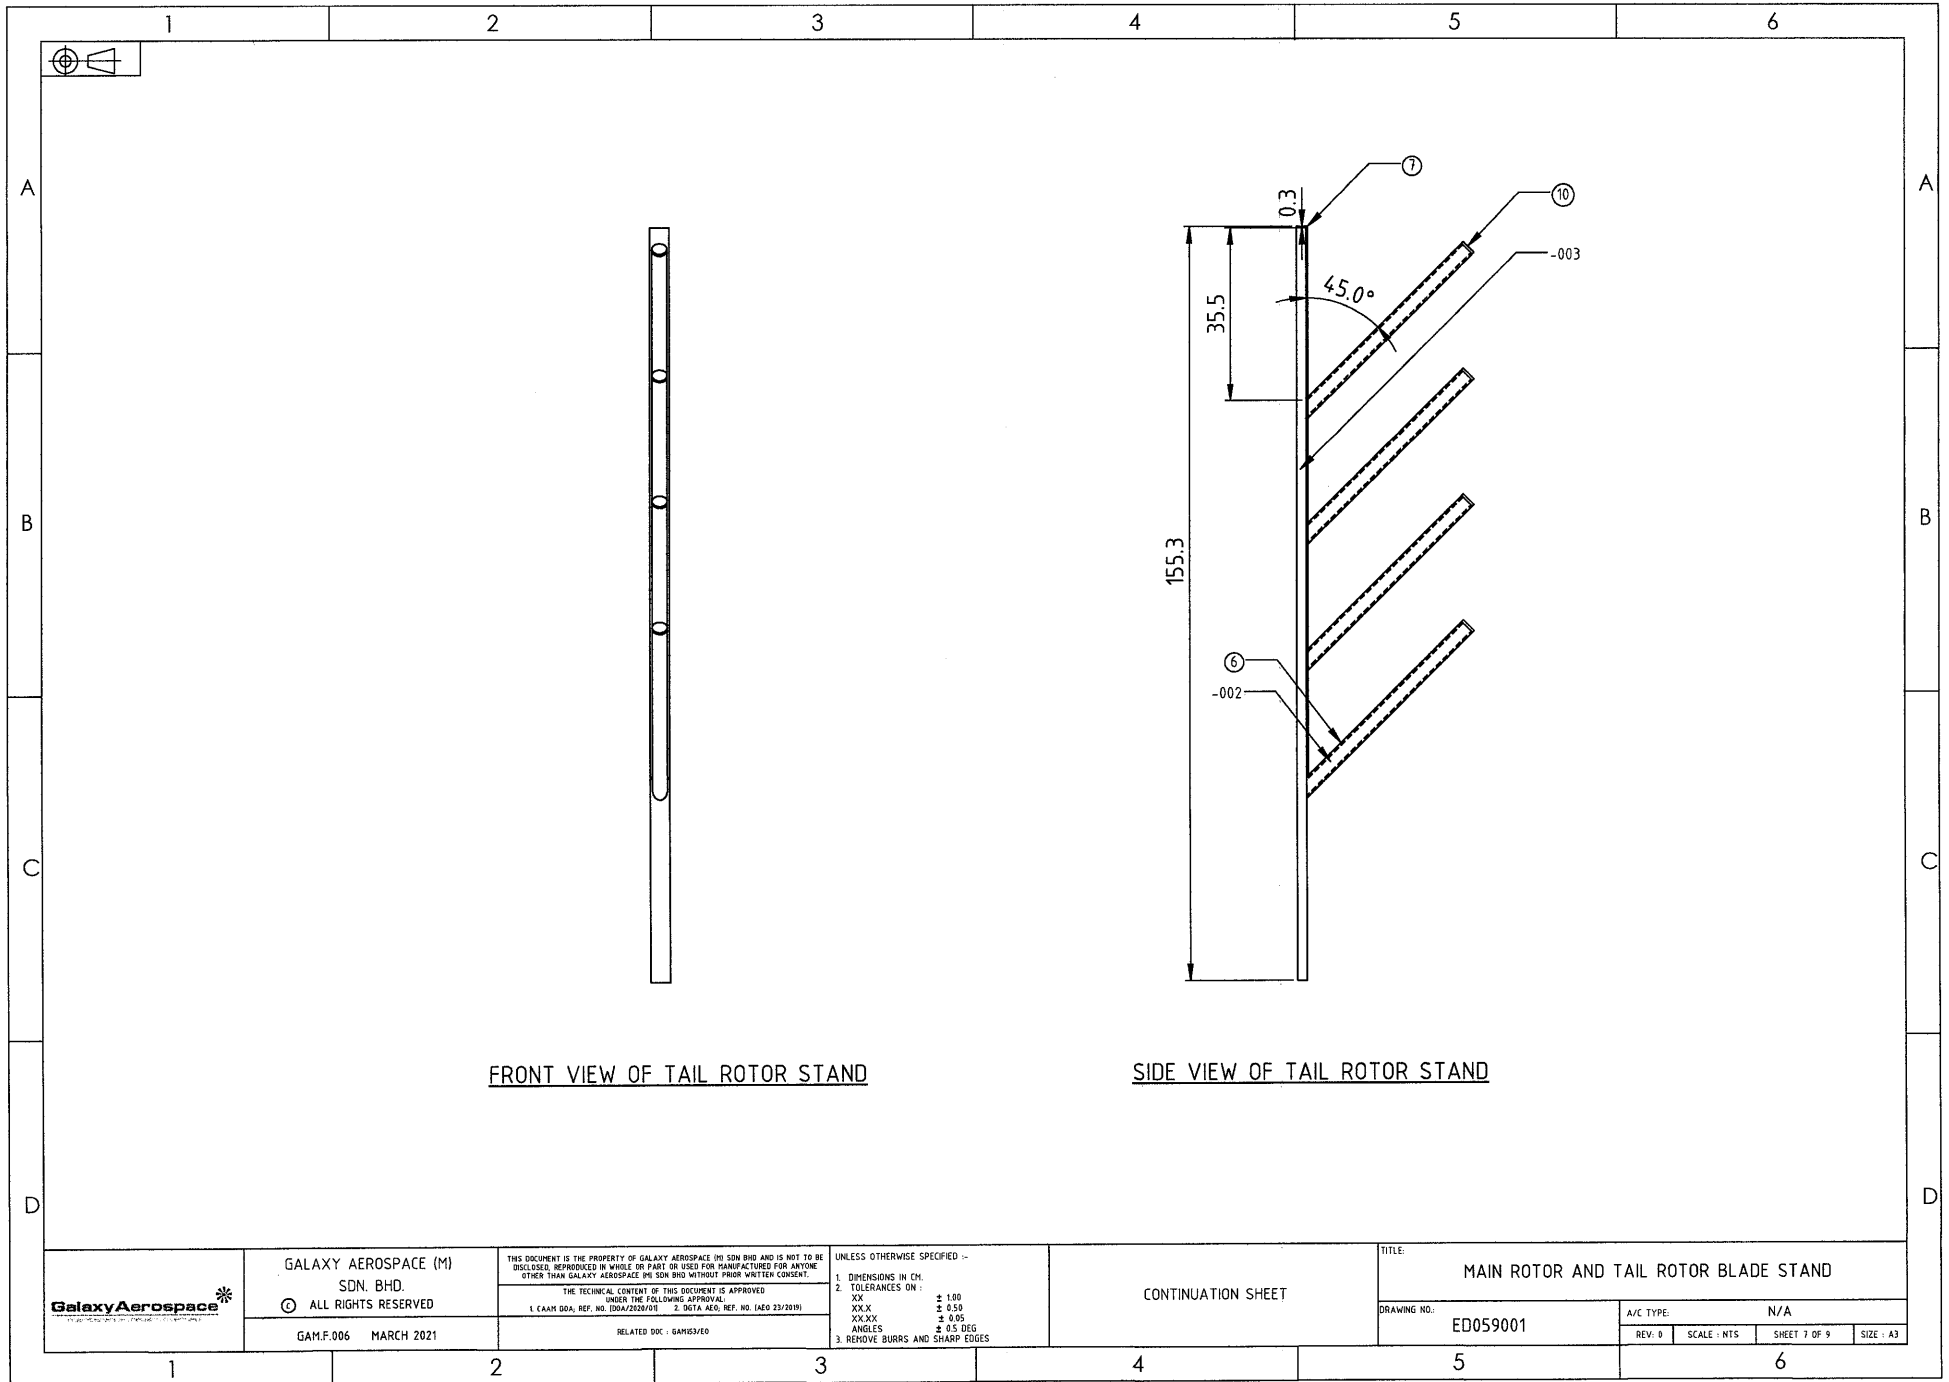 1 2 3 4 5 6
A A
B B
C C
D D
7
10
-003
0.3
45.0°
35.5
155.3
6
-002
FRONT VIEW OF TAIL ROTOR STAND
SIDE VIEW OF TAIL ROTOR STAND
GalaxyAerospace
GALAXY AEROSPACE (M)
SDN. BHD.
© ALL RIGHTS RESERVED
GAM.F.006 MARCH 2021
THIS DOCUMENT IS THE PROPERTY OF GALAXY AEROSPACE (M) SDN BHD AND IS NOT TO BE
DISCLOSED, REPRODUCED IN WHOLE OR PART OR USED FOR MANUFACTURED FOR ANYONE
OTHER THAN GALAXY AEROSPACE (M) SDN BHD WITHOUT PRIOR WRITTEN CONSENT.
THE TECHNICAL CONTENT OF THIS DOCUMENT IS APPROVED
UNDER THE FOLLOWING APPROVAL:
1. CAAM DOA; REF. NO. [DOA/2020/01] 2. DGTA AEO; REF. NO. (AEO 23/2019)
RELATED DOC : GAM153/E0
UNLESS OTHERWISE SPECIFIED :-
1. DIMENSIONS IN CM.
2. TOLERANCES ON :
XX ± 1.00
XX.X ± 0.50
XX.XX ± 0.05
ANGLES ± 0.5 DEG
3. REMOVE BURRS AND SHARP EDGES
CONTINUATION SHEET
TITLE:
MAIN ROTOR AND TAIL ROTOR BLADE STAND
DRAWING NO.:
ED059001
A/C TYPE: N/A
REV: 0 SCALE : NTS SHEET 7 OF 9 SIZE : A3
1 2 3 4 5 6